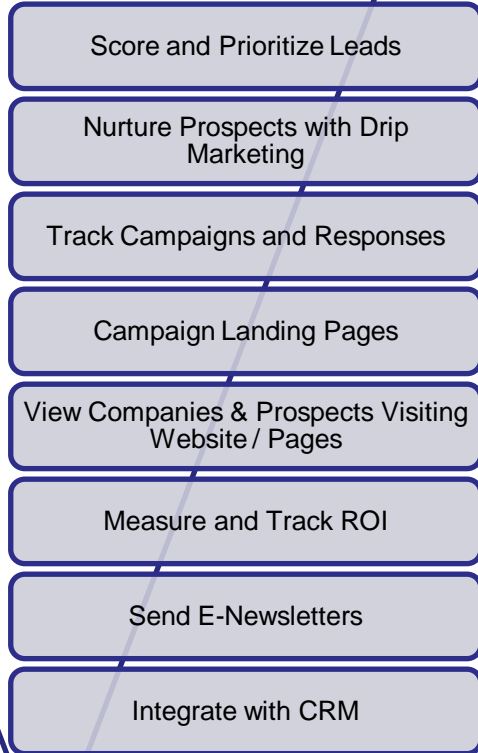 Score and Prioritize Leads
Nurture Prospects with Drip
Marketing
Track Campaigns and Responses
Campaign Landing Pages
View Companies & Prospects Visiting
Website / Pages
Measure and Track ROI
Send E-Newsletters
Integrate with CRM